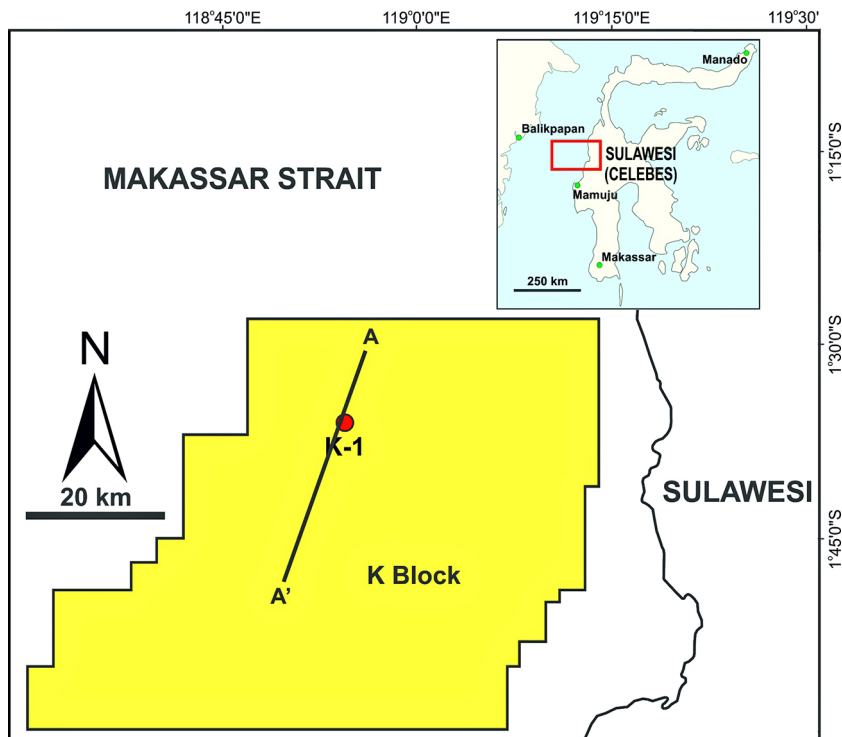 118°45'0"E
119°0'0"E
119°15'0"E
119°30'
Manado
Balikpapan
1°15'0"S
SULAWESI
(CELEBES)
MAKASSAR STRAIT
Mamuju
Makassar
250 km
A
1°30'0"S
N
K-1
20 km
SULAWESI
1°45'0"S
K Block
A'